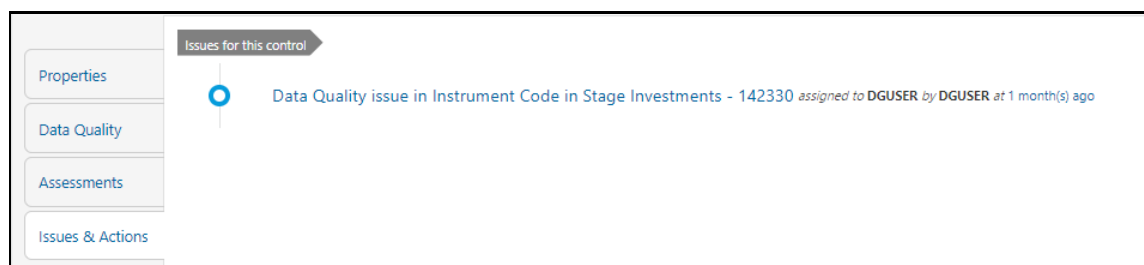 Issues for this control
Properties
Data Quality issue in Instrument Code in Stage Investments - 142330 assigned to DGUSER by DGUSER at 1 month(s) ago
Data Quality
Assessments
Issues & Actions